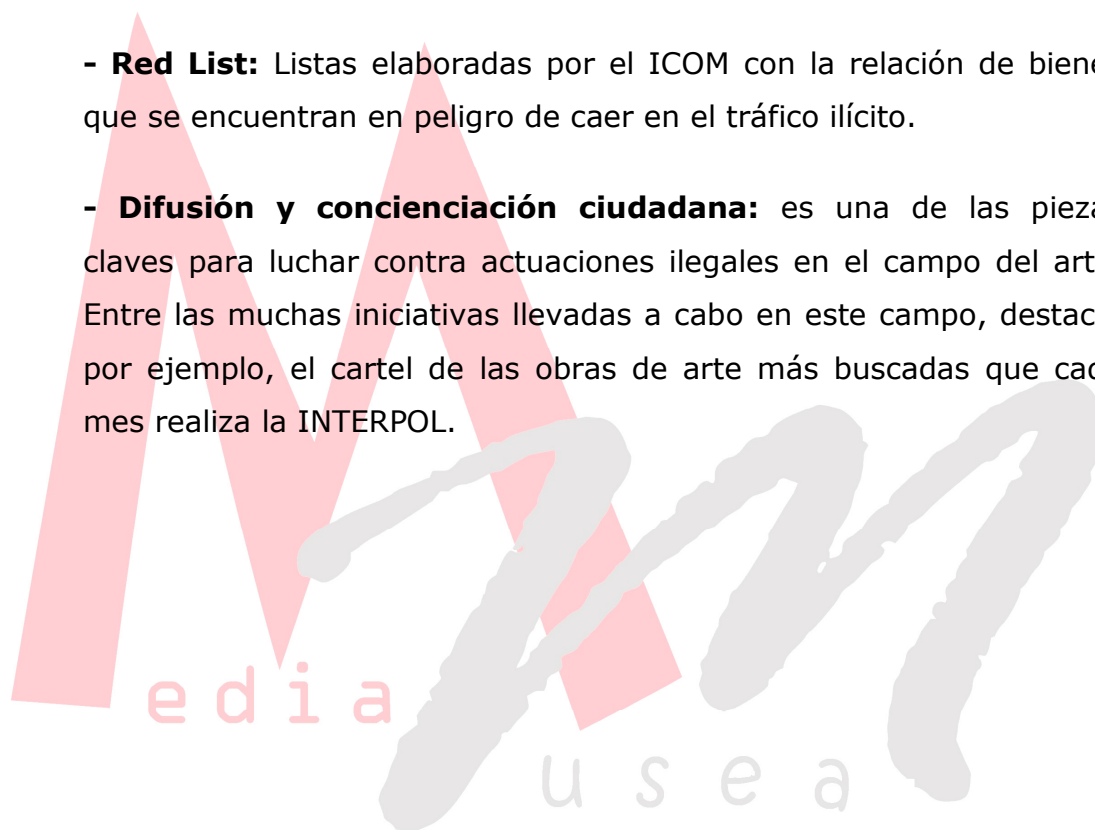 - Red List: Listas elaboradas por el ICOM con la relación de biene
que se encuentran en peligro de caer en el tráfico ilícito.
- Difusión y concienciación ciudadana: es una de las pieza
claves para luchar contra actuaciones ilegales en el campo del art
Entre las muchas iniciativas llevadas a cabo en este campo, destac
por ejemplo, el cartel de las obras de arte más buscadas que cad
mes realiza la INTERPOL.
Media
Musea